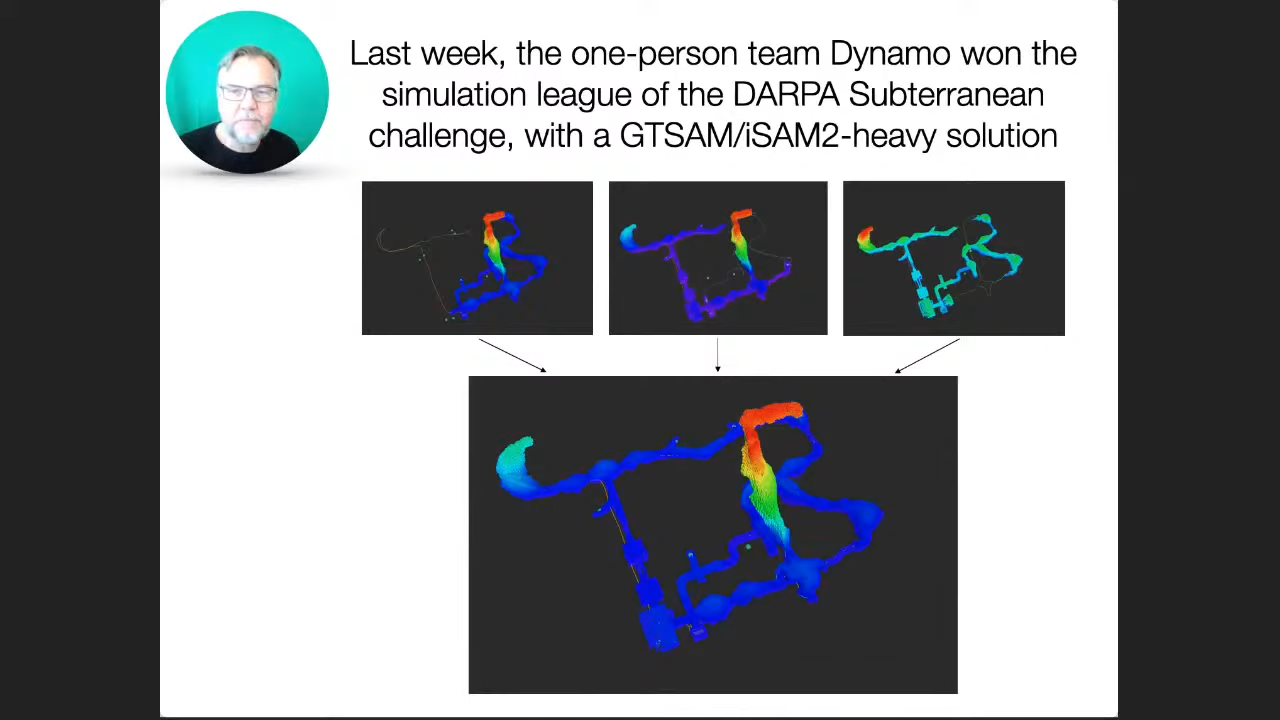 Last week, the one-person team Dynamo won the
simulation league of the DARPA Subterranean
challenge, with a GTSAM/iSAM2-heavy solution